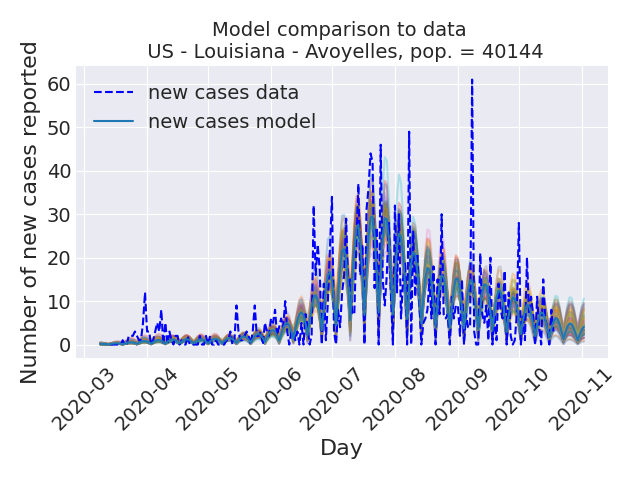 Model comparison to data
US - Louisiana - Avoyelles, pop. = 40144
Number of new cases reported
60
50
40
30
20
10
0
new cases data
new cases model
2020-03
2020-04
2020-05
2020-06
2020-07
2020-08
2020-09
2020-10
2020-11
Day